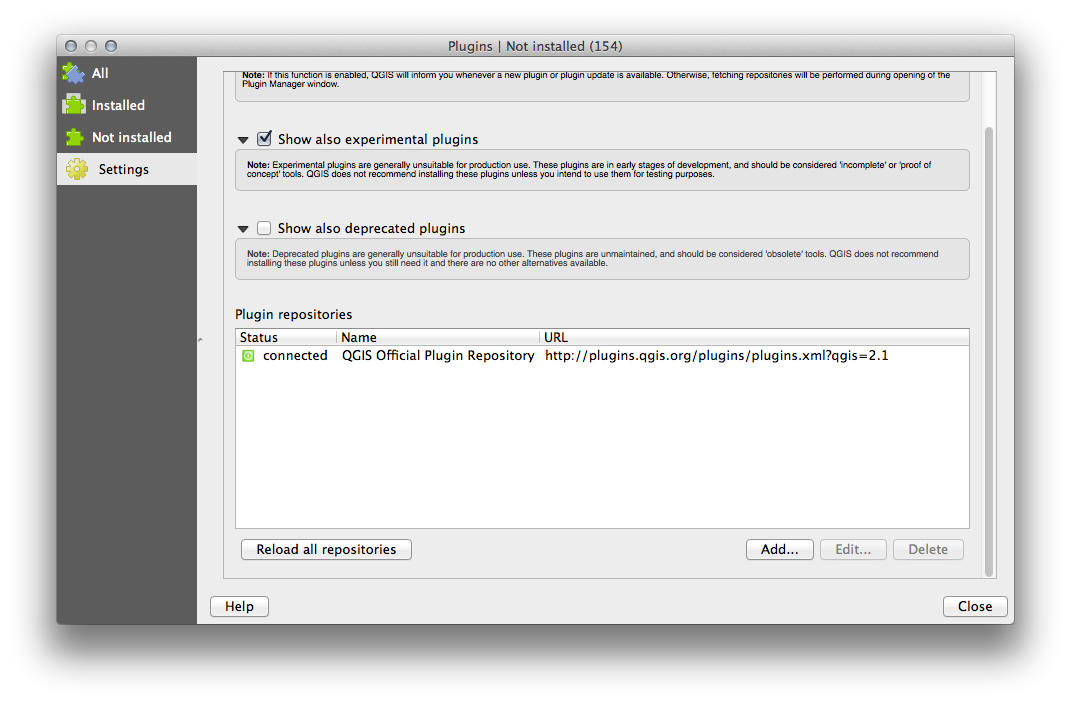 Plugins | Not installed (154)
All
Installed
Not installed
Settings
Note: If this function is enabled, QGIS will inform you whenever a new plugin or plugin update is available. Otherwise, fetching repositories will be performed during opening of the
Plugin Manager window.
Show also experimental plugins
Note: Experimental plugins are generally unsuitable for production use. These plugins are in early stages of development, and should be considered 'incomplete' or 'proof of
concept' tools. QGIS does not recommend installing these plugins unless you intend to use them for testing purposes.
Show also deprecated plugins
Note: Deprecated plugins are generally unsuitable for production use. These plugins are unmaintained, and should be considered 'obsolete' tools. QGIS does not recommend
installing these plugins unless you still need it and there are no other alternatives available.
Plugin repositories
Status Name URL
connected QGIS Official Plugin Repository http://plugins.qgis.org/plugins/plugins.xml?qgis=2.1
Reload all repositories Add... Edit... Delete
Help Close